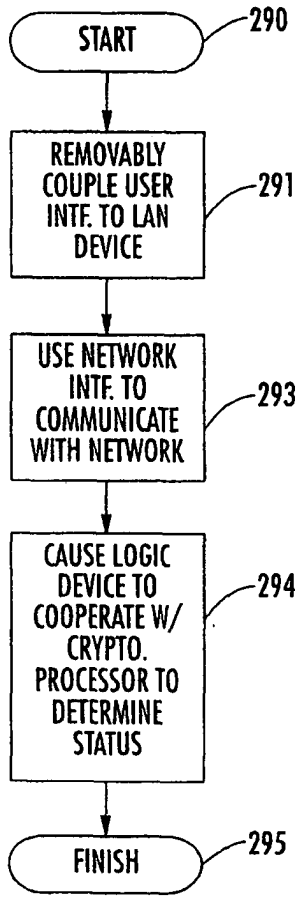 START
290
REMOVABLY
COUPLE USER
INTF. TO LAN
DEVICE
291
USE NETWORK
INTF. TO
COMMUNICATE
WITH NETWORK
293
CAUSE LOGIC
DEVICE TO
COOPERATE W/
CRYPTO.
PROCESSOR TO
DETERMINE
STATUS
294
FINISH
295